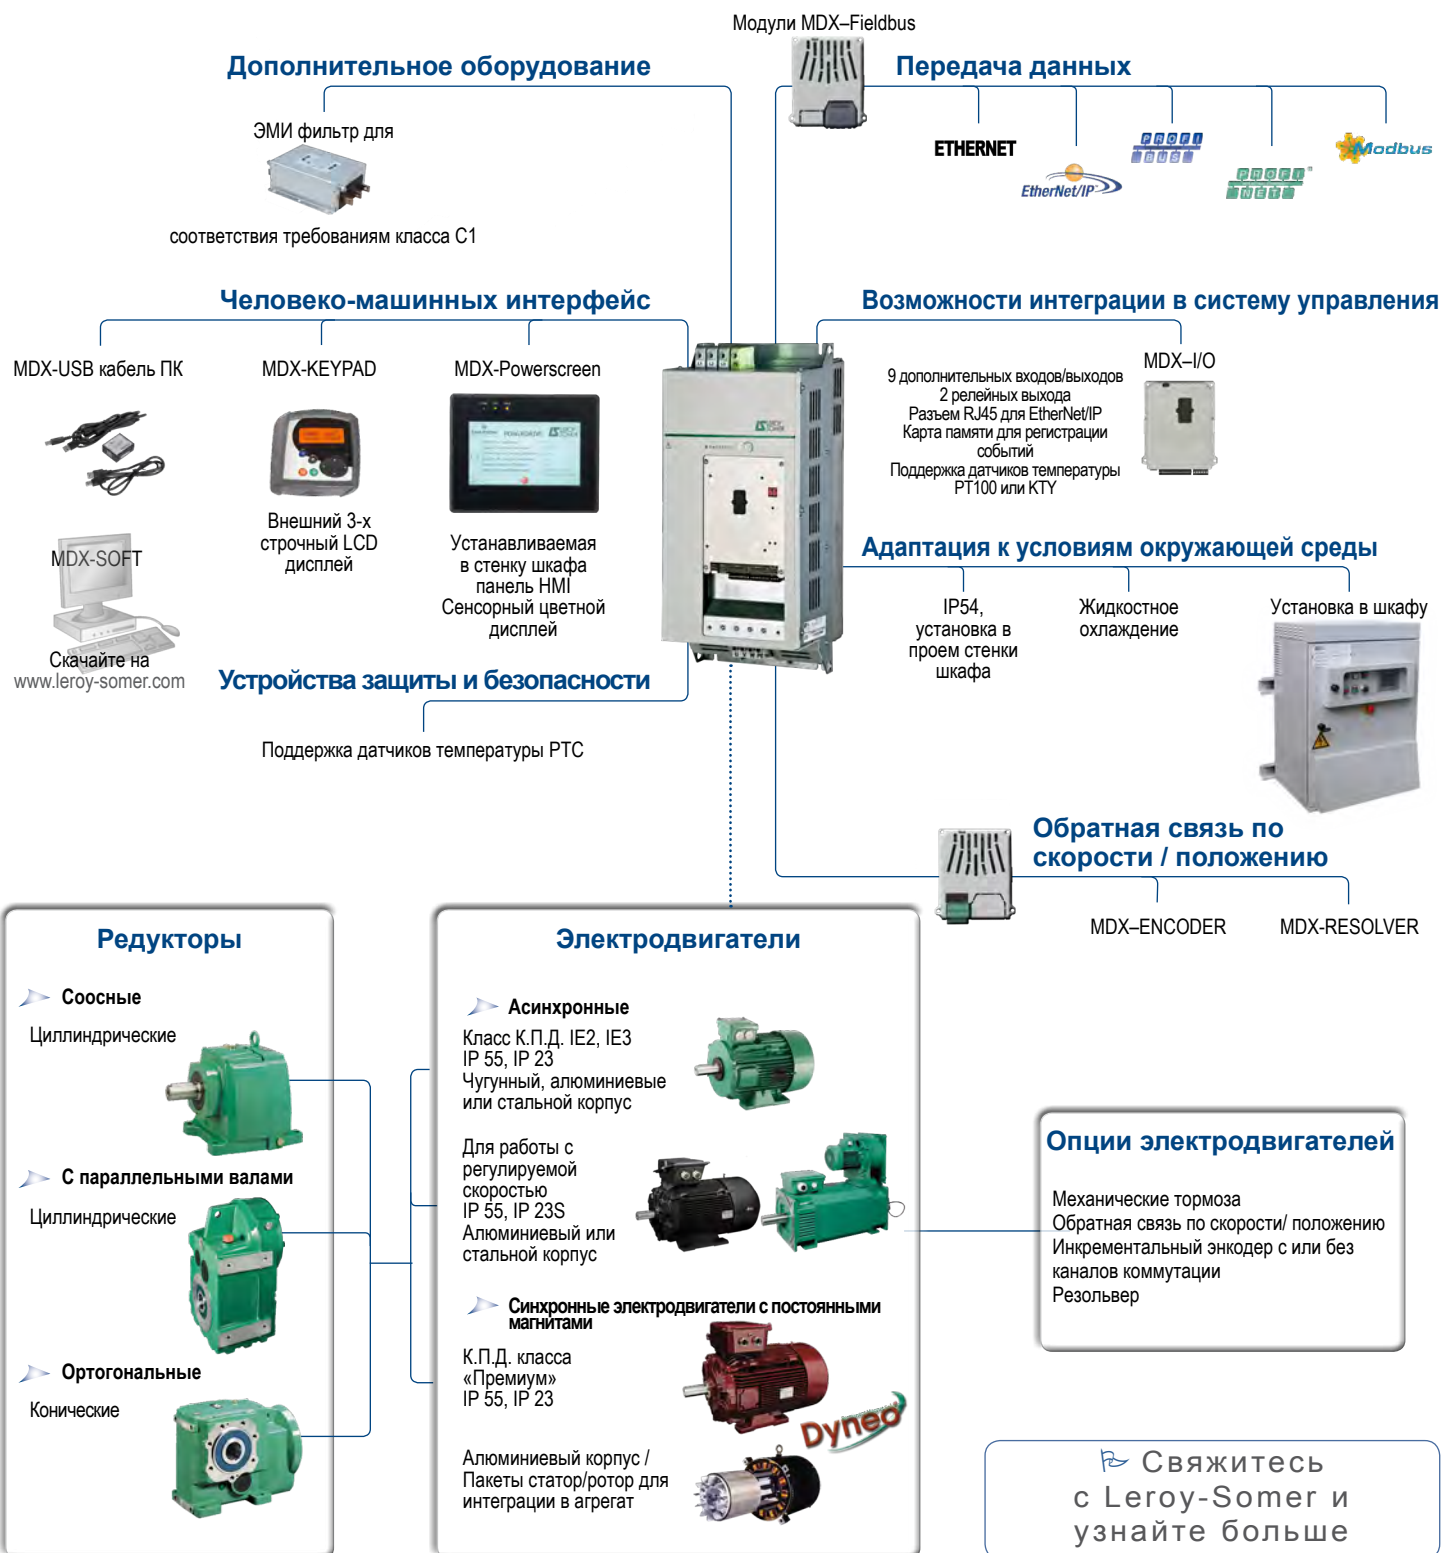 Модули MDX–Fieldbus
Дополнительное оборудование
Передача данных
ЭМИ фильтр для
соответствия требованиям класса С1
ETHERNET
EtherNet/IP
PROFI
BUS
PROFI
NET
Modbus
Человеко-машинных интерфейс
MDX-USB кабель ПК
MDX-KEYPAD
MDX-Powerscreen
Внешний 3-х
строчный LCD
дисплей
Устанавливаемая
в стенку шкафа
панель HMI
Сенсорный цветной
дисплей
MDX-SOFT
Скачайте на
www.leroy-somer.com
LEROY
SOMER
Возможности интеграции в систему управления
MDX–I/O
9 дополнительных входов/выходов
2 релейных выхода
Разъем RJ45 для EtherNet/IP
Карта памяти для регистрации
событий
Поддержка датчиков температуры
PT100 или KTY
Адаптация к условиям окружающей среды
IP54,
установка в
проем стенки
шкафа
Жидкостное
охлаждение
Установка в шкафу
Устройства защиты и безопасности
Поддержка датчиков температуры PTC
Обратная связь по
скорости / положению
MDX–ENCODER
MDX-RESOLVER
Редукторы
Соосные
Циллиндрические
С параллельными валами
Циллиндрические
Ортогональные
Конические
Электродвигатели
Асинхронные
Класс К.П.Д. IE2, IE3
IP 55, IP 23
Чугунный, алюминиевые
или стальной корпус
Для работы с
регулируемой
скоростью
IP 55, IP 23S
Алюминиевый или
стальной корпус
Синхронные электродвигатели с постоянными
магнитами
К.П.Д. класса
«Премиум»
IP 55, IP 23
Dyneo
Алюминиевый корпус /
Пакеты статор/ротор для
интеграции в агрегат
Опции электродвигателей
Механические тормоза
Обратная связь по скорости/ положению
Инкрементальный энкодер с или без
каналов коммутации
Резольвер
Свяжитесь
с Leroy-Somer и
узнайте больше